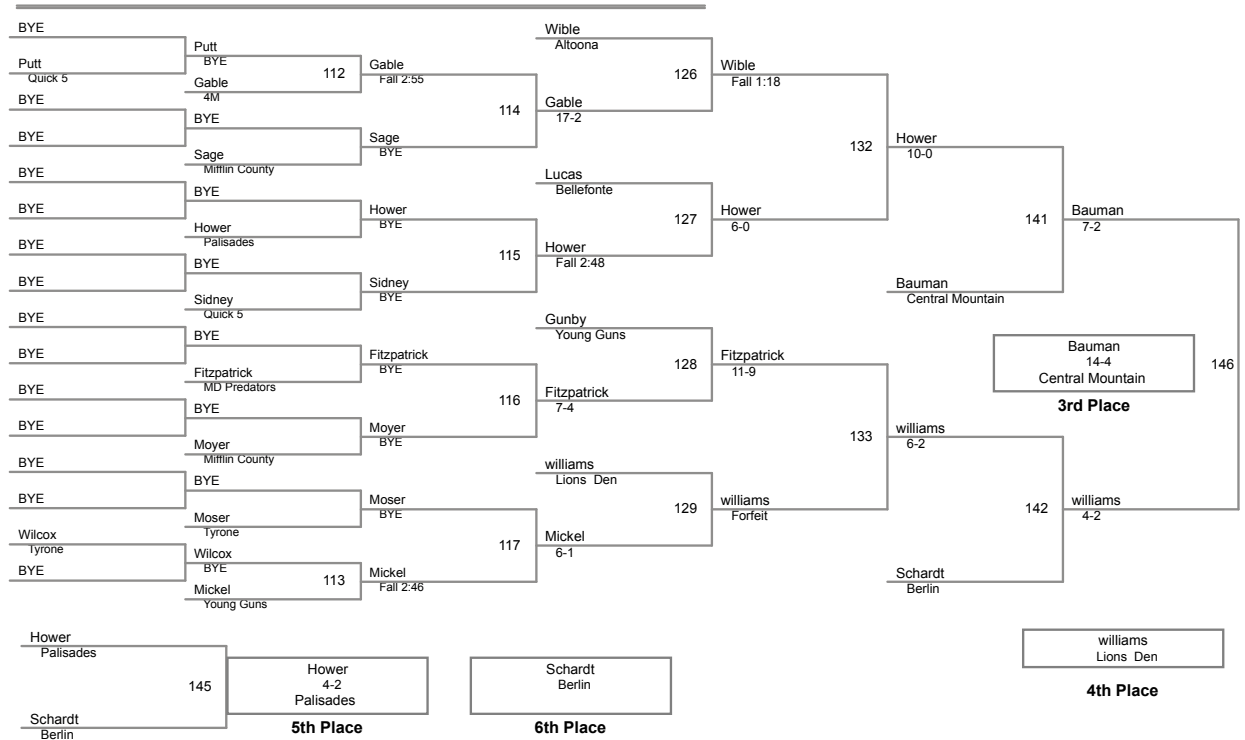 BYE
Putt
Quick 5
BYE
BYE
BYE
BYE
BYE
BYE
BYE
BYE
BYE
BYE
BYE
BYE
Wilcox
Tyrone
BYE
Putt
BYE
Gable
4M
BYE
Sage
Mifflin County
BYE
Hower
Palisades
BYE
Sidney
Quick 5
BYE
Fitzpatrick
MD Predators
BYE
Moyer
Mifflin County
BYE
Moser
Tyrone
Wilcox
BYE
Mickel
Young Guns
112
113
Gable
Fall 2:55
Sage
BYE
Hower
BYE
Sidney
BYE
Fitzpatrick
BYE
Moyer
BYE
Moser
BYE
Mickel
Fall 2:46
114
115
116
117
Wible
Altoona
Gable
17-2
Lucas
Bellefonte
Hower
Fall 2:48
Gunby
Young Guns
Fitzpatrick
7-4
williams
Lions Den
Mickel
6-1
126
127
128
129
Wible
Fall 1:18
Hower
6-0
Fitzpatrick
11-9
williams
Forfeit
132
133
Hower
10-0
Bauman
Central Mountain
williams
6-2
Schardt
Berlin
141
142
Bauman
7-2
williams
4-2
146
Bauman
14-4
Central Mountain
3rd Place
williams
Lions Den
4th Place
Hower
Palisades
Schardt
Berlin
145
Hower
4-2
Palisades
5th Place
Schardt
Berlin
6th Place